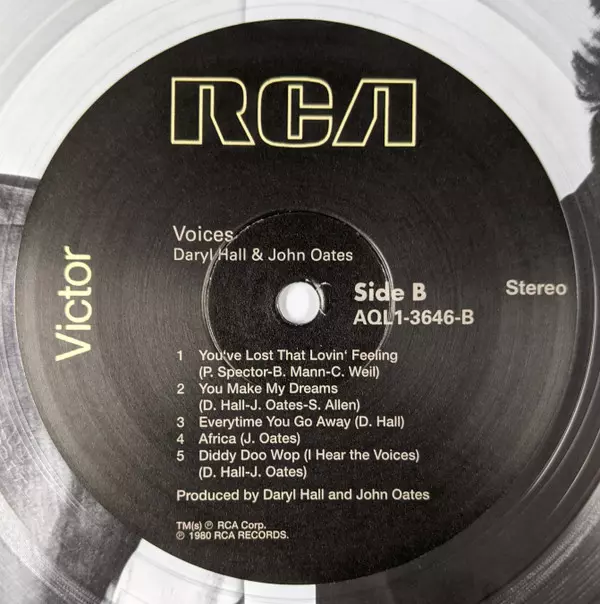 RCA
Victor
Voices
Daryl Hall & John Oates
Side B
AQL1-3646-B
Stereo
1 You've Lost That Lovin' Feeling
(P. Spector-B. Mann-C. Weil)
2 You Make My Dreams
(D. Hall-J. Oates-S. Allen)
3 Everytime You Go Away (D. Hall)
4 Africa (J. Oates)
5 Diddy Doo Wop (I Hear the Voices)
(D. Hall-J. Oates)
Produced by Daryl Hall and John Oates
TM(s) ℗ RCA Corp.
℗ 1980 RCA RECORDS.